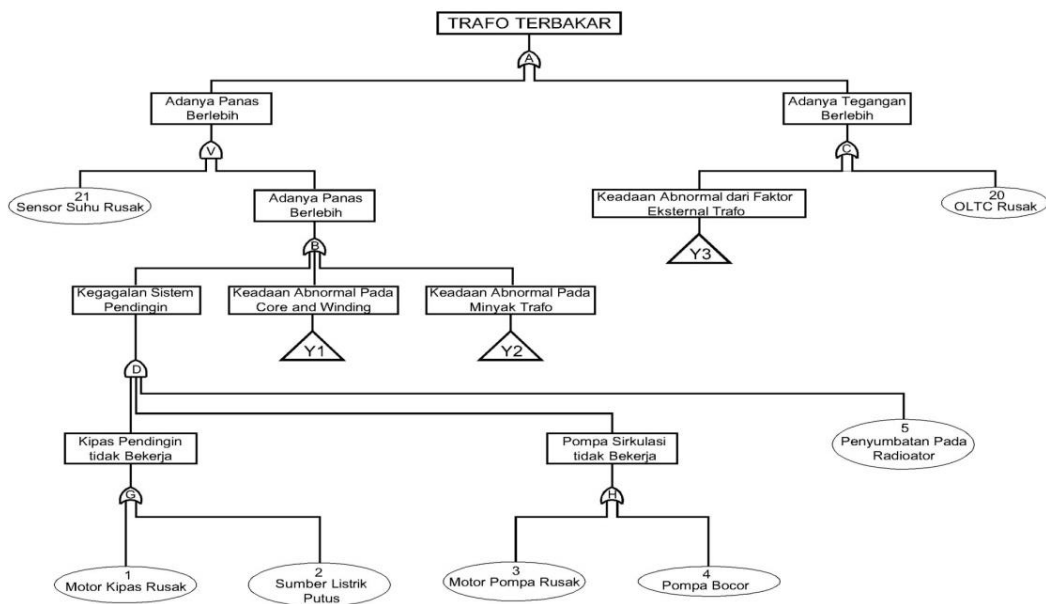 TRAFO TERBAKAR
A
Adanya Panas
Berlebih
Adanya Tegangan
Berlebih
V
C
21
Sensor Suhu Rusak
Adanya Panas
Berlebih
Keadaan Abnormal dari Faktor
Eksternal Trafo
20
OLTC Rusak
B
Y3
Kegagalan Sistem
Pendingin
Keadaan Abnormal Pada
Core and Winding
Keadaan Abnormal Pada
Minyak Trafo
Y1
Y2
D
Kipas Pendingin
tidak Bekerja
Pompa Sirkulasi
tidak Bekerja
5
Penyumbatan Pada
Radioator
G
H
1
Motor Kipas Rusak
2
Sumber Listrik
Putus
3
Motor Pompa Rusak
4
Pompa Bocor